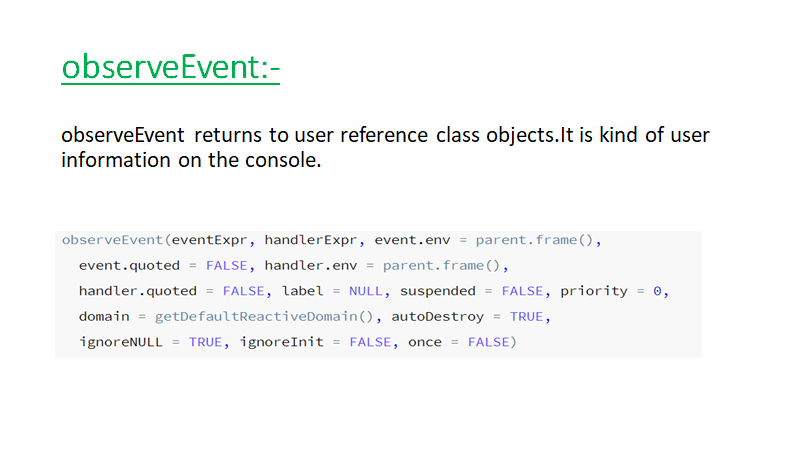 observeEvent:-
observeEvent returns to user reference class objects.It is kind of user
information on the console.
observeEvent(eventExpr, handlerExpr, event.env = parent.frame(),
event.quoted = FALSE, handler.env = parent.frame(),
handler.quoted = FALSE, label = NULL, suspended = FALSE, priority = 0,
domain = getDefaultReactiveDomain(), autoDestroy = TRUE,
ignoreNULL = TRUE, ignoreInit = FALSE, once = FALSE)